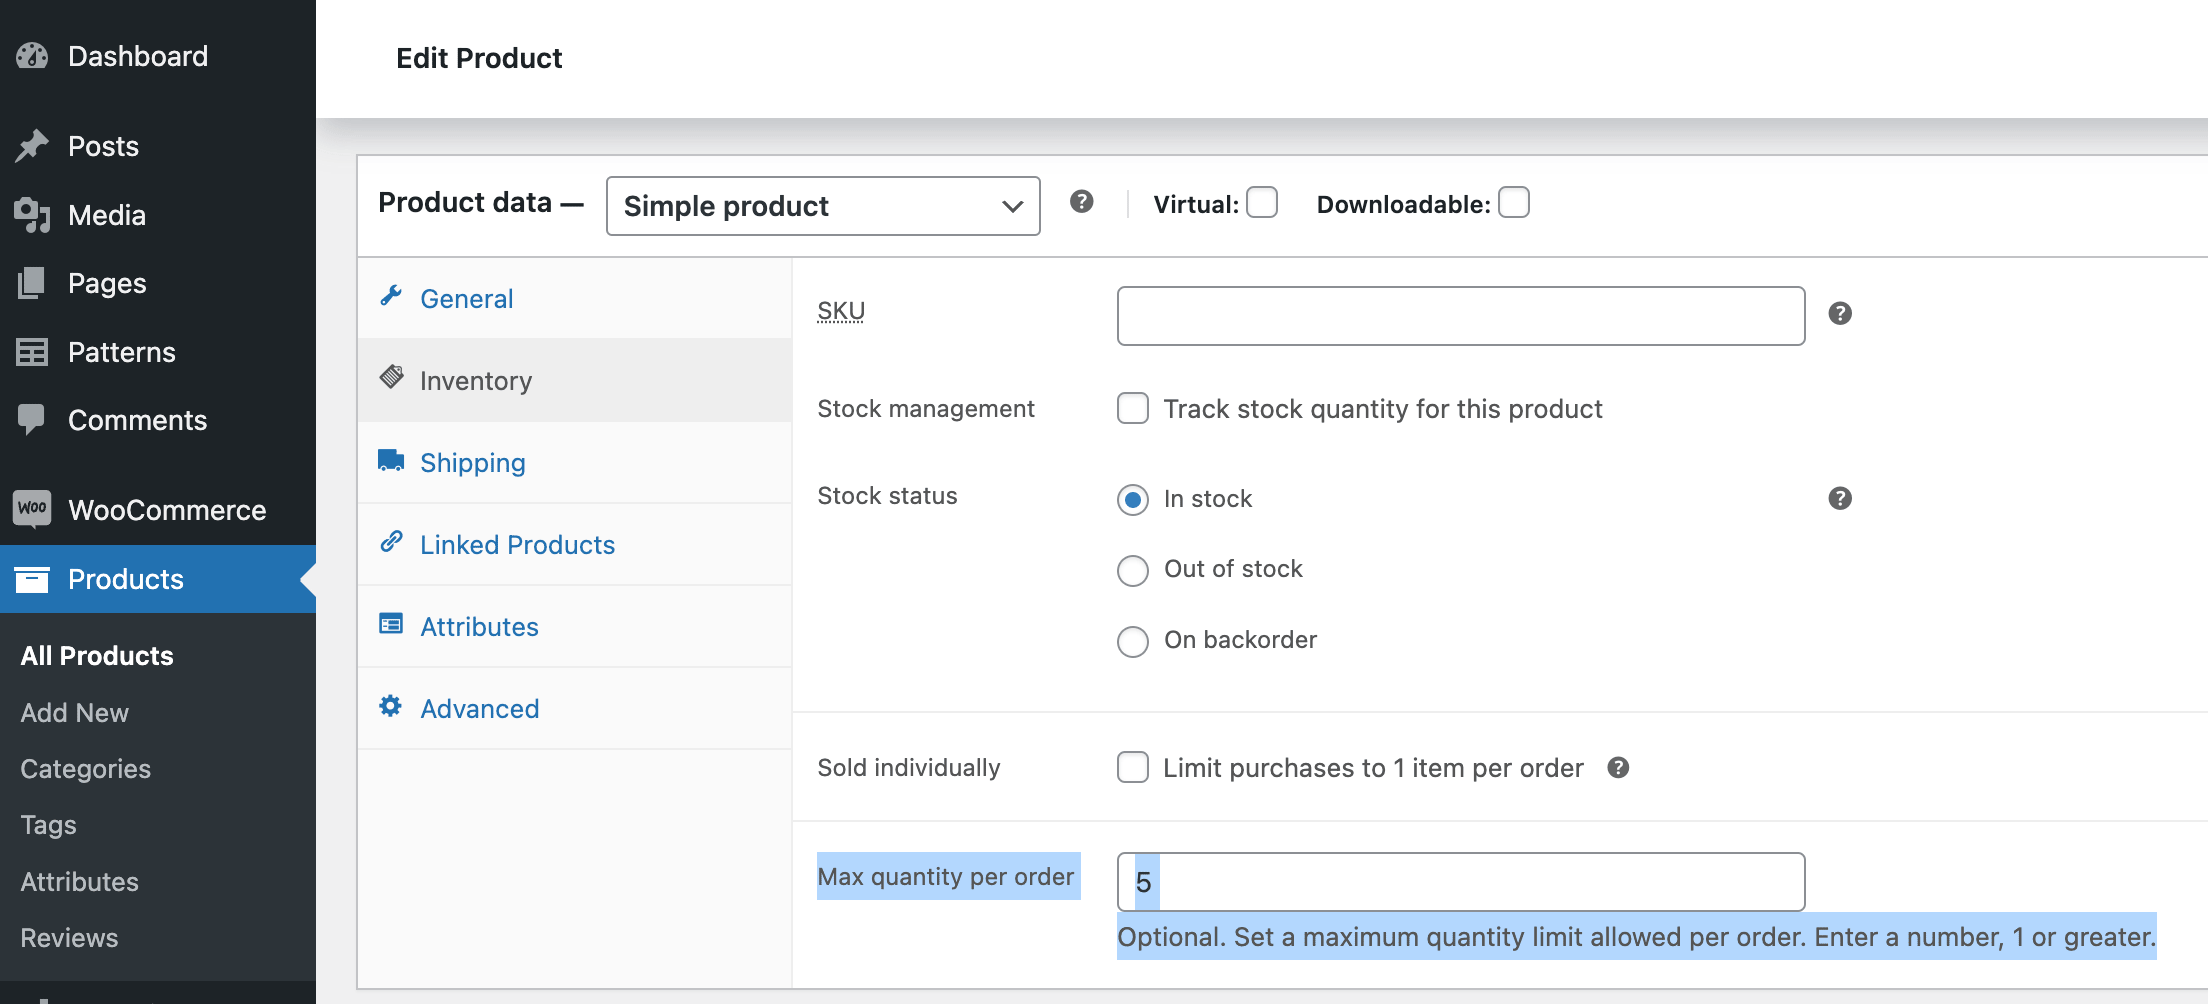 Dashboard
Posts
Media
Pages
Patterns
Comments
WOO WooCommerce
Products
All Products
Add New
Categories
Tags
Attributes
Reviews
Edit Product
Product data — Simple product ? Virtual: Downloadable:
General
Inventory
Shipping
Linked Products
Attributes
Advanced
SKU ?
Stock management Track stock quantity for this product
Stock status In stock ?
Out of stock
On backorder
Sold individually Limit purchases to 1 item per order ?
Max quantity per order 5
Optional. Set a maximum quantity limit allowed per order. Enter a number, 1 or greater.